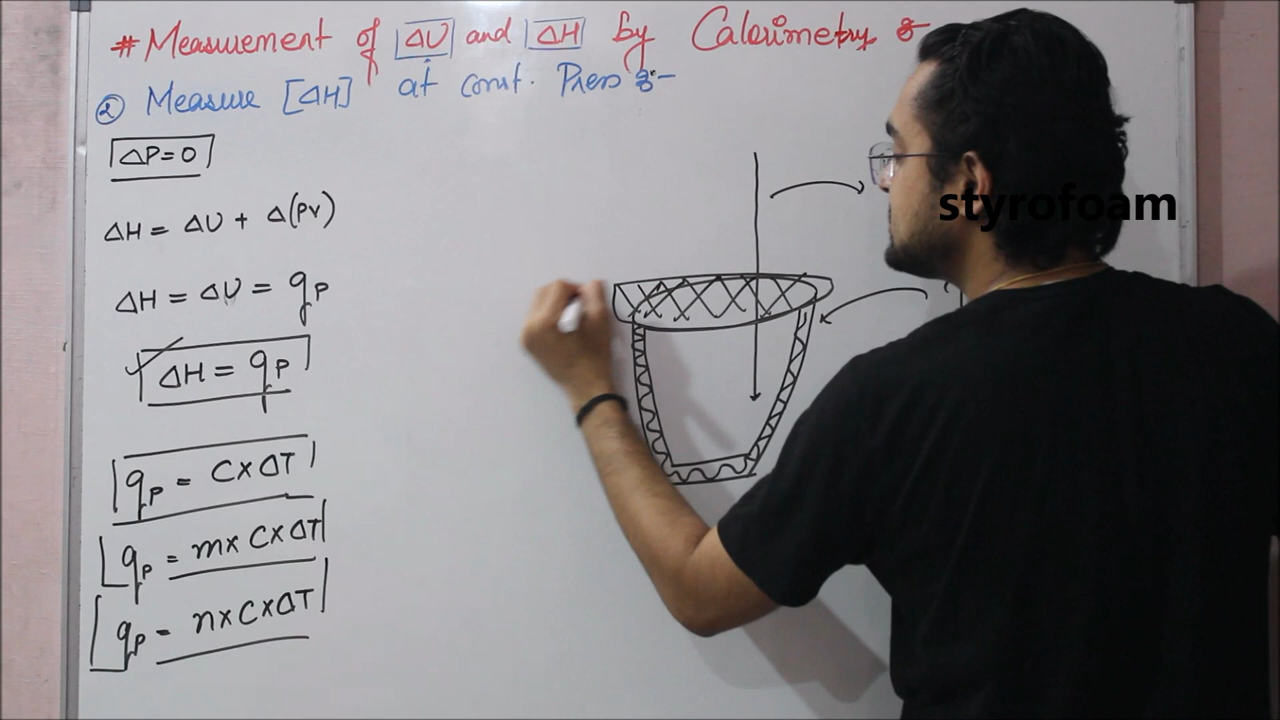 # Measurement of ΔU and ΔH by Calorimetry :-
② Measure [ΔH] at const. Press :-
ΔP=0
ΔH = ΔU + Δ(PV)
ΔH = ΔU = qp
ΔH = qp
qp = C×ΔT
qp = m× C×ΔT
qp = n×C×ΔT
styrofoam